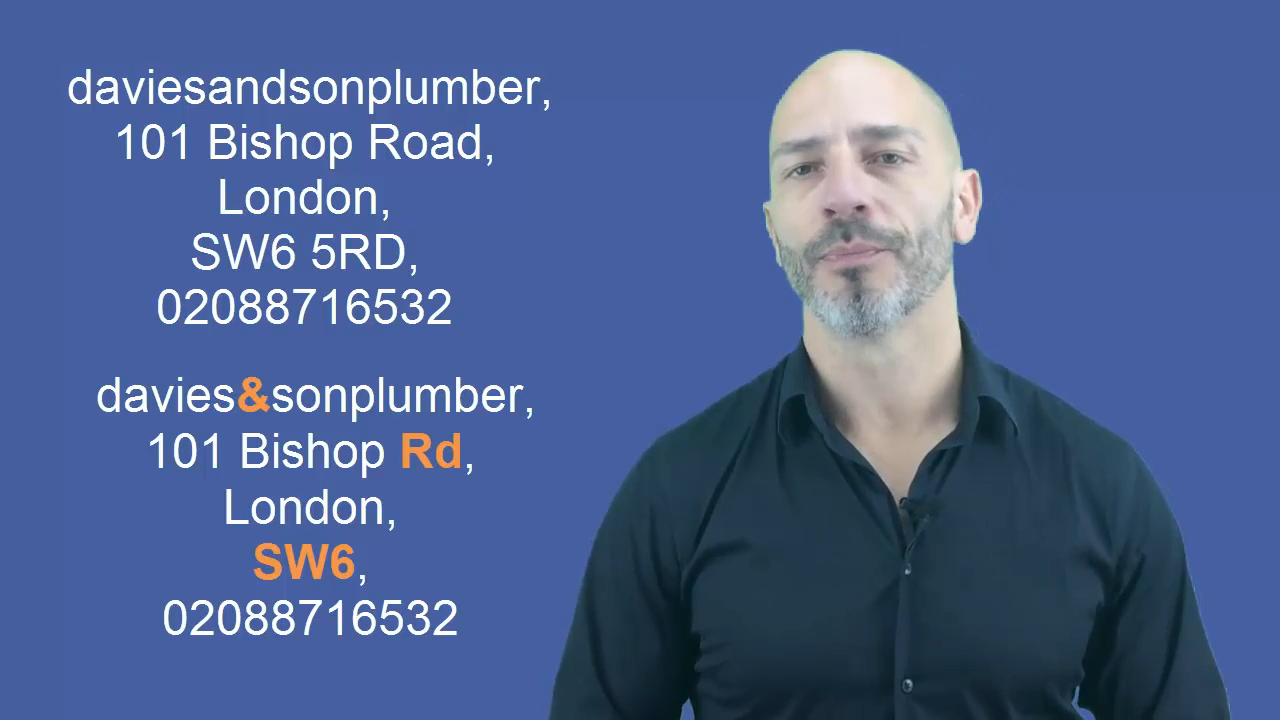 daviesandsonplumber,
101 Bishop Road,
London,
SW6 5RD,
02088716532
davies&sonplumber,
101 Bishop Rd,
London,
SW6,
02088716532